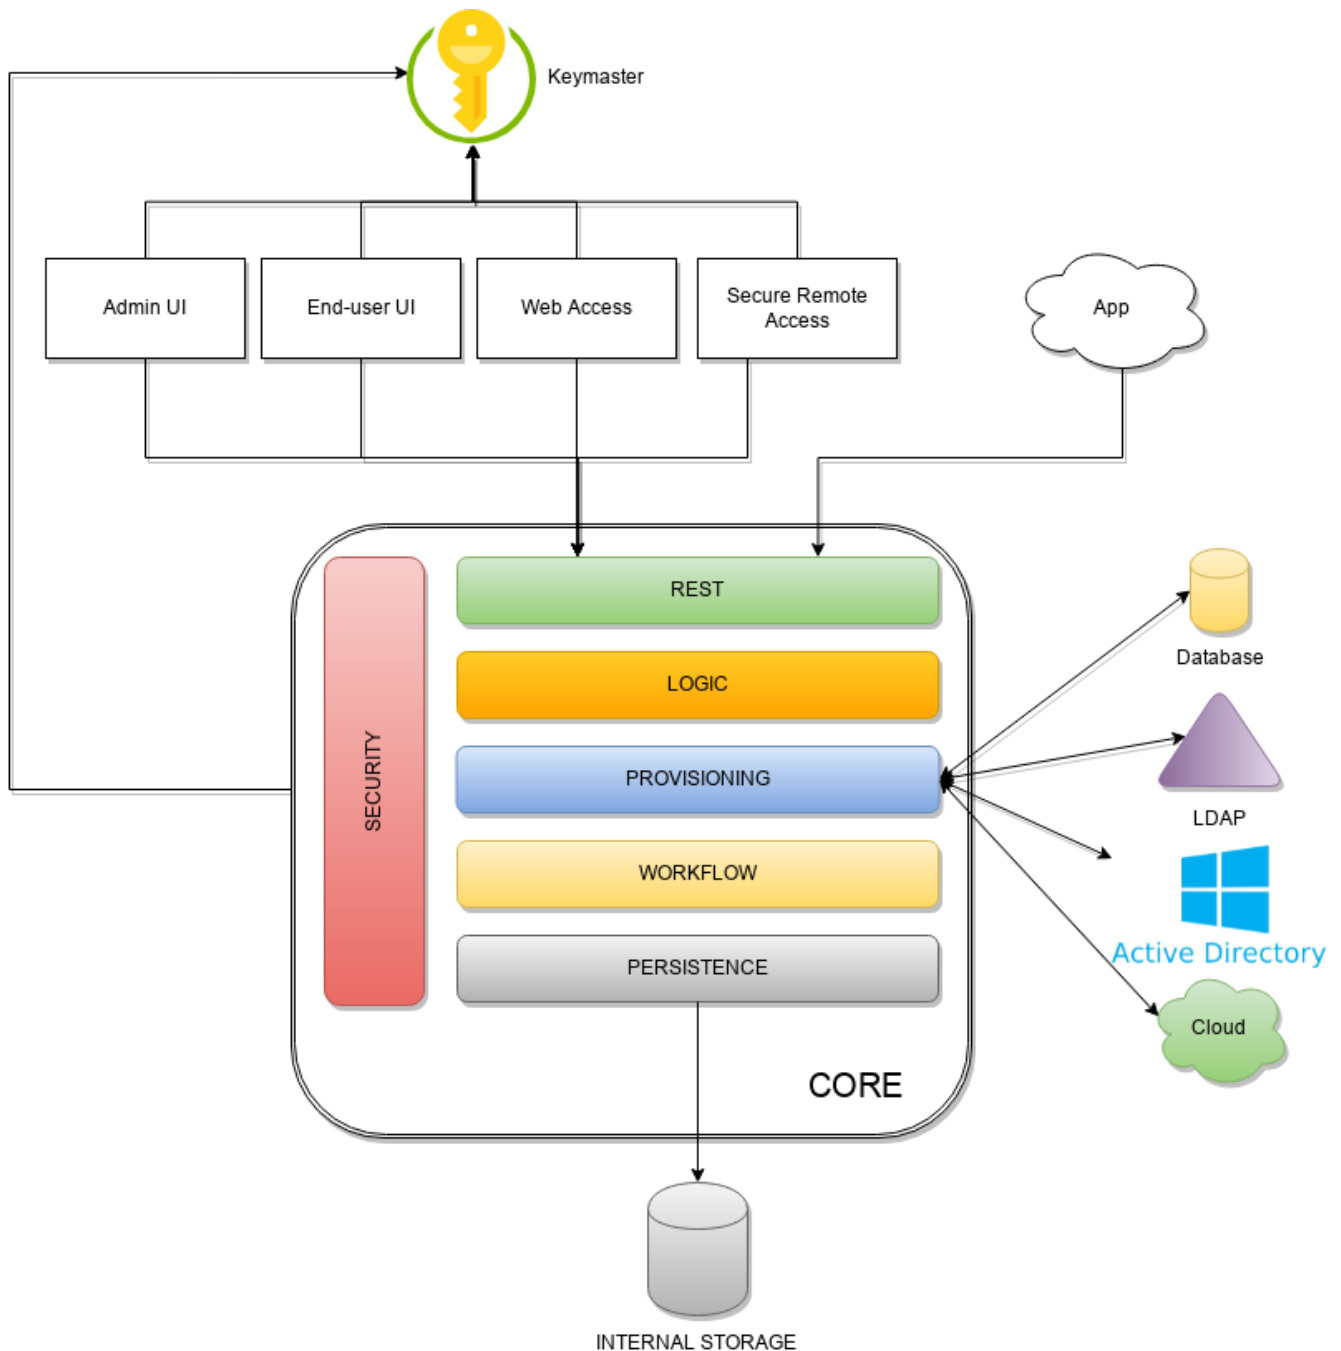 Keymaster
Admin UI
End-user UI
Web Access
Secure Remote
Access
App
REST
LOGIC
PROVISIONING
WORKFLOW
PERSISTENCE
SECURITY
CORE
Database
LDAP
Active Directory
Cloud
INTERNAL STORAGE